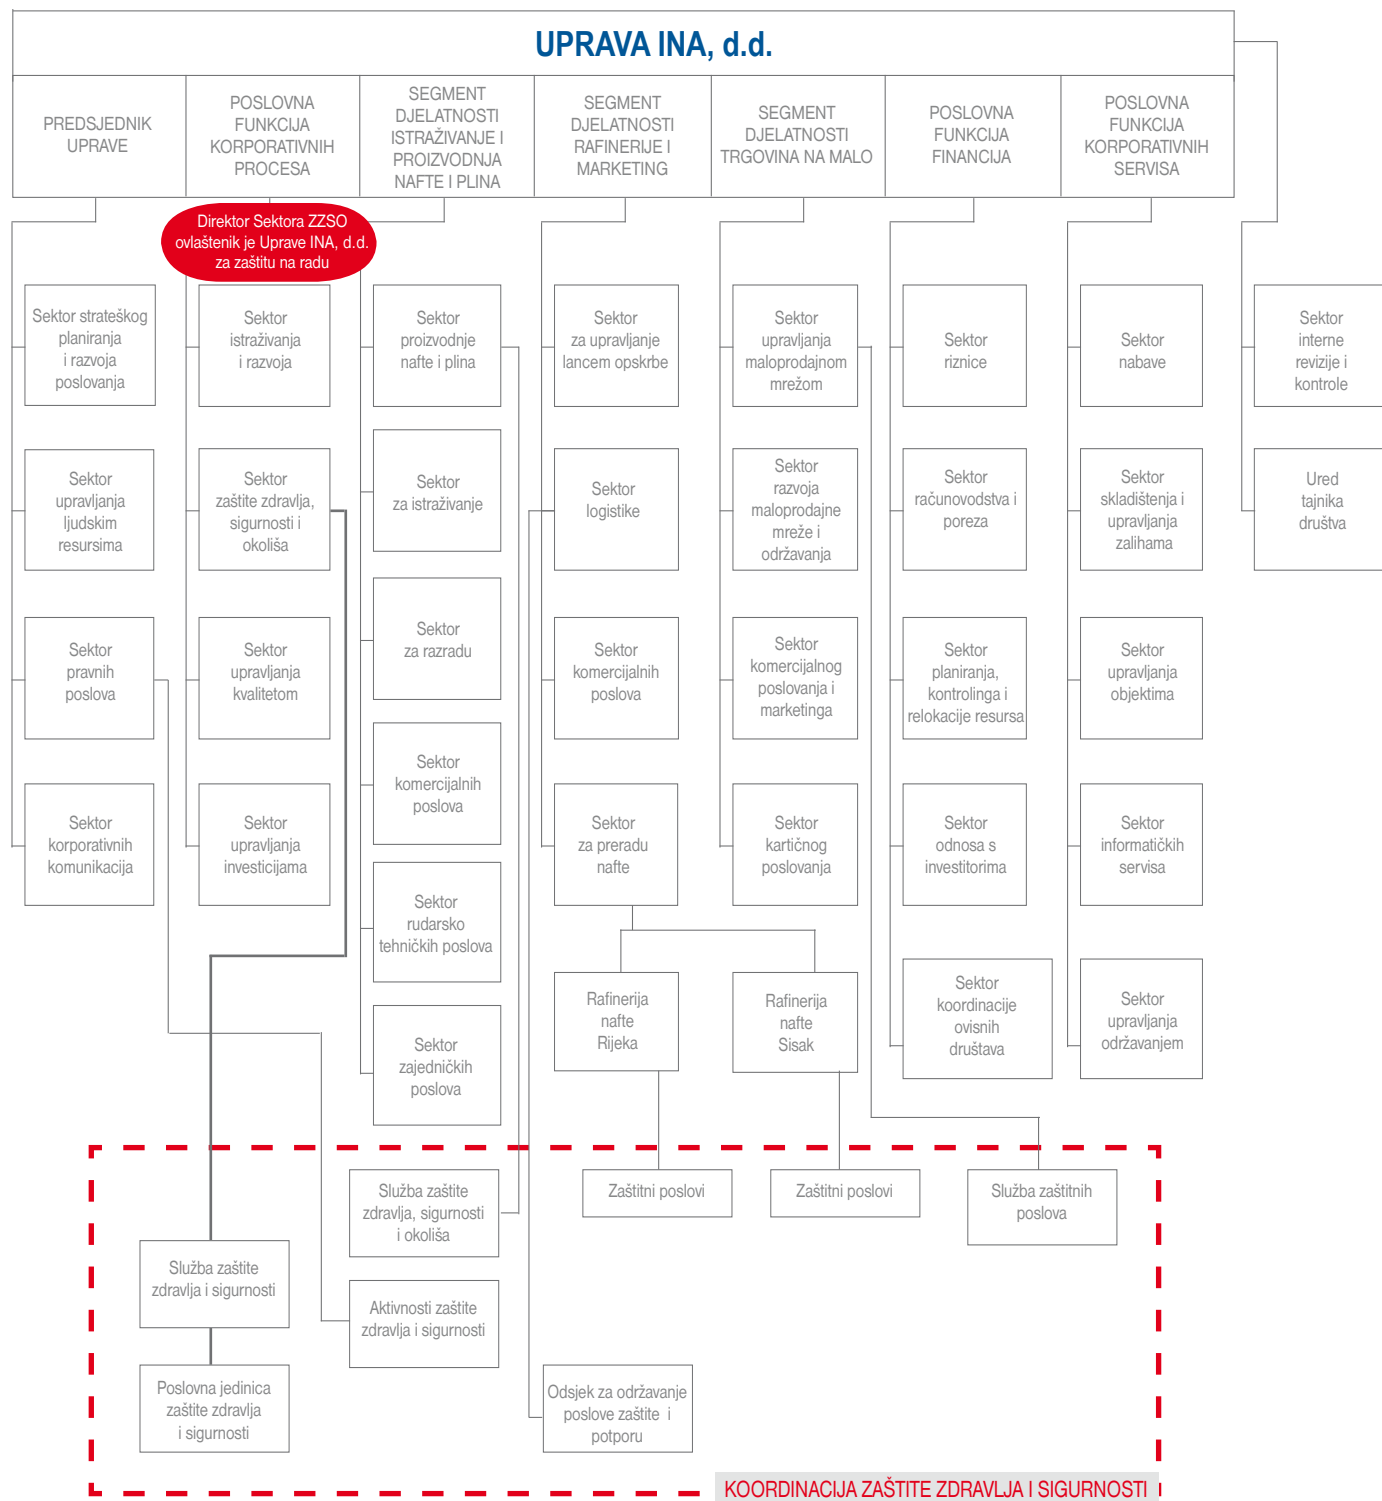 UPRAVA INA, d.d.
PREDSJEDNIK
UPRAVE
POSLOVNA
FUNKCIJA
KORPORATIVNIH
PROCESA
SEGMENT
DJELATNOSTI
ISTRAŽIVANJE I
PROIZVODNJA
NAFTE I PLINA
SEGMENT
DJELATNOSTI
RAFINERIJE I
MARKETING
SEGMENT
DJELATNOSTI
TRGOVINA NA MALO
POSLOVNA
FUNKCIJA
FINANCIJA
POSLOVNA
FUNKCIJA
KORPORATIVNIH
SERVISA
Direktor Sektora ZZSO
ovlaštenik je Uprave INA, d.d.
za zaštitu na radu
Sektor strateškog
planiranja
i razvoja
poslovanja
Sektor
istraživanja
i razvoja
Sektor
proizvodnje
nafte i plina
Sektor
za upravljanje
lancem opskrbe
Sektor
upravljanja
maloprodajnom
mrežom
Sektor
riznice
Sektor
nabave
Sektor
interne
revizije i
kontrole
Sektor
upravljanja
ljudskim
resursima
Sektor
zaštite zdravlja,
sigurnosti i
okoliša
Sektor
za istraživanje
Sektor
logistike
Sektor
razvoja
maloprodajne
mreže i
održavanja
Sektor
računovodstva i
poreza
Sektor
skladištenja i
upravljanja
zalihama
Ured
tajnika
društva
Sektor
pravnih
poslova
Sektor
upravljanja
kvalitetom
Sektor
za razradu
Sektor
komercijalnih
poslova
Sektor
komercijalnog
poslovanja i
marketinga
Sektor
planiranja,
kontrolinga i
relokacije resursa
Sektor
upravljanja
objektima
Sektor
korporativnih
komunikacija
Sektor
upravljanja
investicijama
Sektor
komercijalnih
poslova
Sektor
za preradu
nafte
Sektor
kartičnog
poslovanja
Sektor
odnosa s
investitorima
Sektor
informatičkih
servisa
Sektor
rudarsko
tehničkih poslova
Rafinerija
nafte
Rijeka
Rafinerija
nafte
Sisak
Sektor
koordinacije
ovisnih
društava
Sektor
upravljanja
održavanjem
Sektor
zajedničkih
poslova
Služba zaštite
zdravlja, sigurnosti
i okoliša
Zaštitni poslovi
Zaštitni poslovi
Služba zaštitnih
poslova
Služba zaštite
zdravlja i sigurnosti
Aktivnosti zaštite
zdravlja i sigurnosti
Poslovna jedinica
zaštite zdravlja
i sigurnosti
Odsjek za održavanje
poslove zaštite i
potporu
KOORDINACIJA ZAŠTITE ZDRAVLJA I SIGURNOSTI